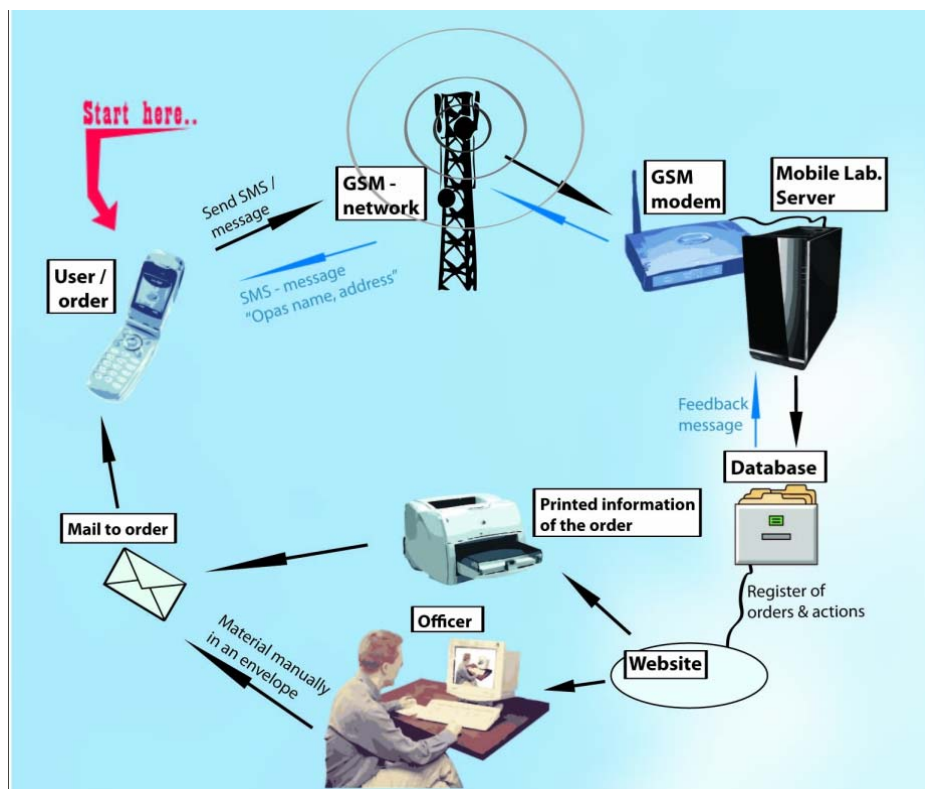 Start here..
User /
order
Send SMS /
message
GSM -
network
SMS - message
“Opas name, address”
GSM
modem
Mobile Lab.
Server
Feedback
message
Database
Register of
orders & actions
Website
Printed information
of the order
Officer
Material manually
in an envelope
Mail to order